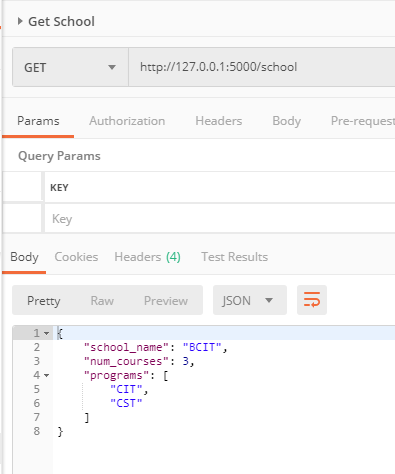 Get School
GET http://127.0.0.1:5000/school
Params Authorization Headers Body Pre-request
Query Params
KEY
Key
Body Cookies Headers (4) Test Results
Pretty Raw Preview JSON
1 {
2 "school_name": "BCIT",
3 "num_courses": 3,
4 "programs": [
5 "CIT",
6 "CST"
7 ]
8 }